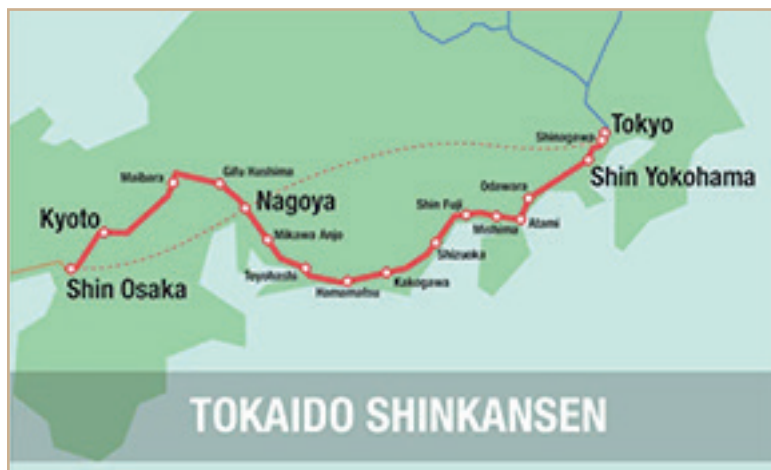 Tokyo
Shinagawa
Shin Yokohama
Odawara
Atami
Mishima
Shin Fuji
Shizuoka
Kakogawa
Hamamatsu
Toyohashi
Mikawa Anjo
Nagoya
Gifu Hashima
Maibara
Kyoto
Shin Osaka
TOKAIDO SHINKANSEN